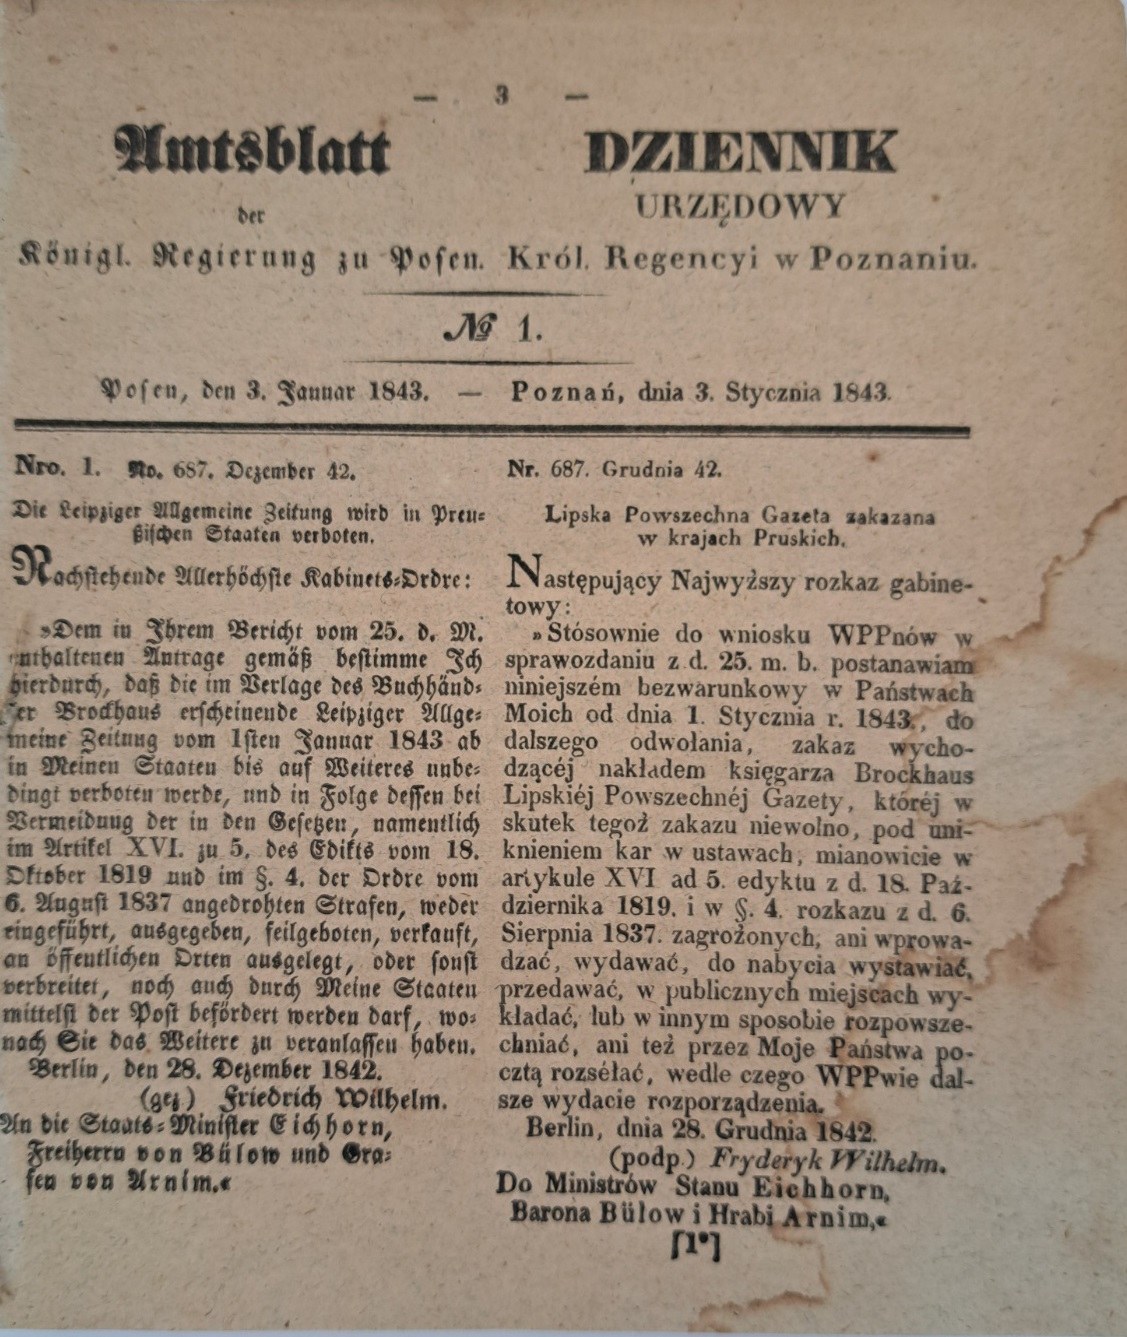 — 3 —
Amtsblatt
der
Königl. Regierung zu Posen.
DZIENNIK
URZĘDOWY
Król. Regencyi w Poznaniu.
№ 1.
Posen, den 3. Januar 1843. — Poznań, dnia 3. Stycznia 1843.
Nro. 1. No. 687. Dezember 42.
Die Leipziger Allgemeine Zeitung wird in Preu=
ßischen Staaten verboten.
Nachstehende Allerhöchste Kabinets=Ordre:
»Dem in Ihrem Bericht vom 25. d. M.
enthaltenen Antrage gemäß bestimme Ich
hierdurch, daß die im Verlage des Buchhänd=
ler Brockhaus erscheinende Leipziger Allge=
meine Zeitung vom 1sten Januar 1843 ab
in Meinen Staaten bis auf Weiteres unbe=
dingt verboten werde, und in Folge dessen bei
Vermeidung der in den Gesetzen, namentlich
im Artikel XVI. zu 5. des Edikts vom 18.
Oktober 1819 und im §. 4. der Ordre vom
6. August 1837 angedrohten Strafen, weder
eingeführt, ausgegeben, feilgeboten, verkauft,
an öffentlichen Orten ausgelegt, oder sonst
verbreitet, noch auch durch Meine Staaten
mittelst der Post befördert werden darf, wo=
nach Sie das Weitere zu veranlassen haben.
Berlin, den 28. Dezember 1842.
(gez) Friedrich Wilhelm.
An die Staats=Minister Eichhorn,
Freiherrn von Bülow und Gra=
fen von Arnim.«
Nr. 687. Grudnia 42.
Lipska Powszechna Gazeta zakazana
w krajach Pruskich.
Następujący Najwyższy rozkaz gabine-
towy:
»Stósownie do wniosku WPPnów w
sprawozdaniu z d. 25. m. b. postanawiam
niniejszém bezwarunkowy w Państwach
Moich od dnia 1. Stycznia r. 1843., do
dalszego odwołania, zakaz wycho-
dzącéj nakładem księgarza Brockhaus
Lipskiéj Powszechnéj Gazety, któréj w
skutek tegoż zakazu niewolno, pod uni-
knieniem kar w ustawach, mianowicie w
artykule XVI ad 5. edyktu z d. 18. Paź-
dziernika 1819. i w §. 4. rozkazu z d. 6.
Sierpnia 1837. zagrożonych, ani wprowa-
dzać, wydawać, do nabycia wystawiać,
przedawać, w publicznych miejscach wy-
kładać, lub w innym sposobie rozpowsze-
chniać, ani też przez Moje Państwa po-
cztą rozséłać, wedle czego WPPwie dal-
sze wydacie rozporządzenia.
Berlin, dnia 28. Grudnia 1842.
(podp.) Fryderyk Wilhelm.
Do Ministrów Stanu Eichhorn,
Barona Bülow i Hrabi Arnim,«
[1*]